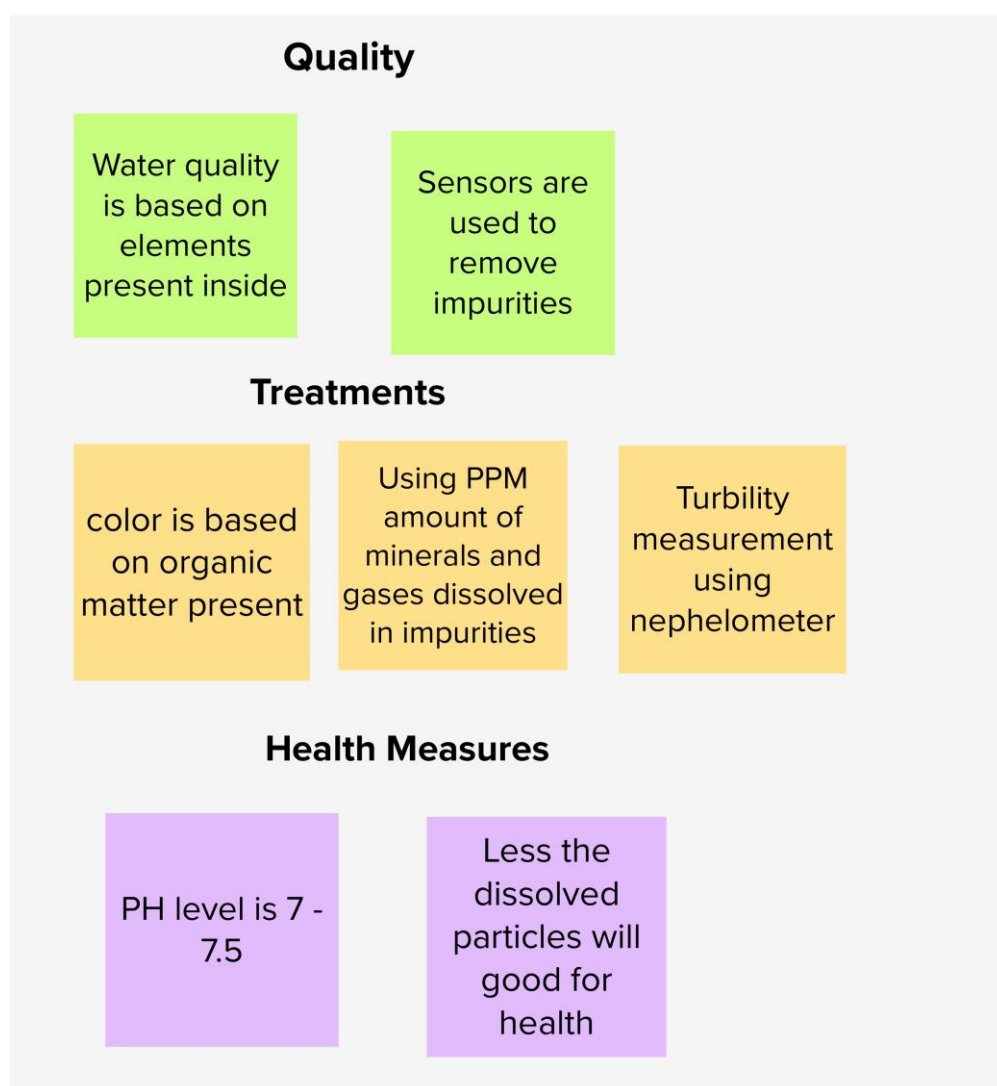 Quality
Water quality
is based on
elements
present inside
Sensors are
used to
remove
impurities
Treatments
color is based
on organic
matter present
Using PPM
amount of
minerals and
gases dissolved
in impurities
Turbility
measurement
using
nephelometer
Health Measures
PH level is 7 -
7.5
Less the
dissolved
particles will
good for
health